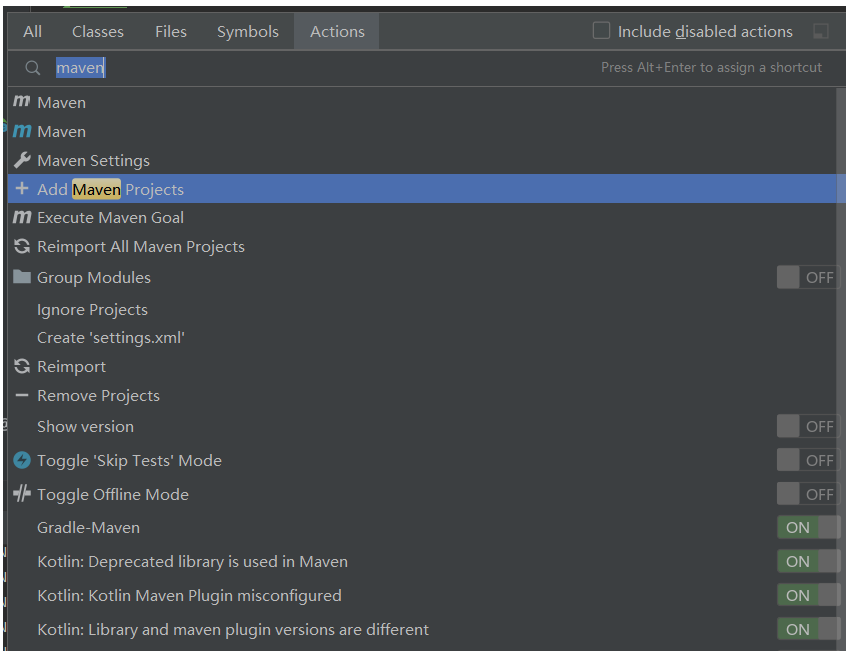 All Classes Files Symbols Actions Include disabled actions
maven Press Alt+Enter to assign a shortcut
Maven
Maven
Maven Settings
Add Maven Projects
Execute Maven Goal
Reimport All Maven Projects
Group Modules OFF
Ignore Projects
Create 'settings.xml'
Reimport
Remove Projects
Show version OFF
Toggle 'Skip Tests' Mode OFF
Toggle Offline Mode OFF
Gradle-Maven ON
Kotlin: Deprecated library is used in Maven ON
Kotlin: Kotlin Maven Plugin misconfigured ON
Kotlin: Library and maven plugin versions are different ON